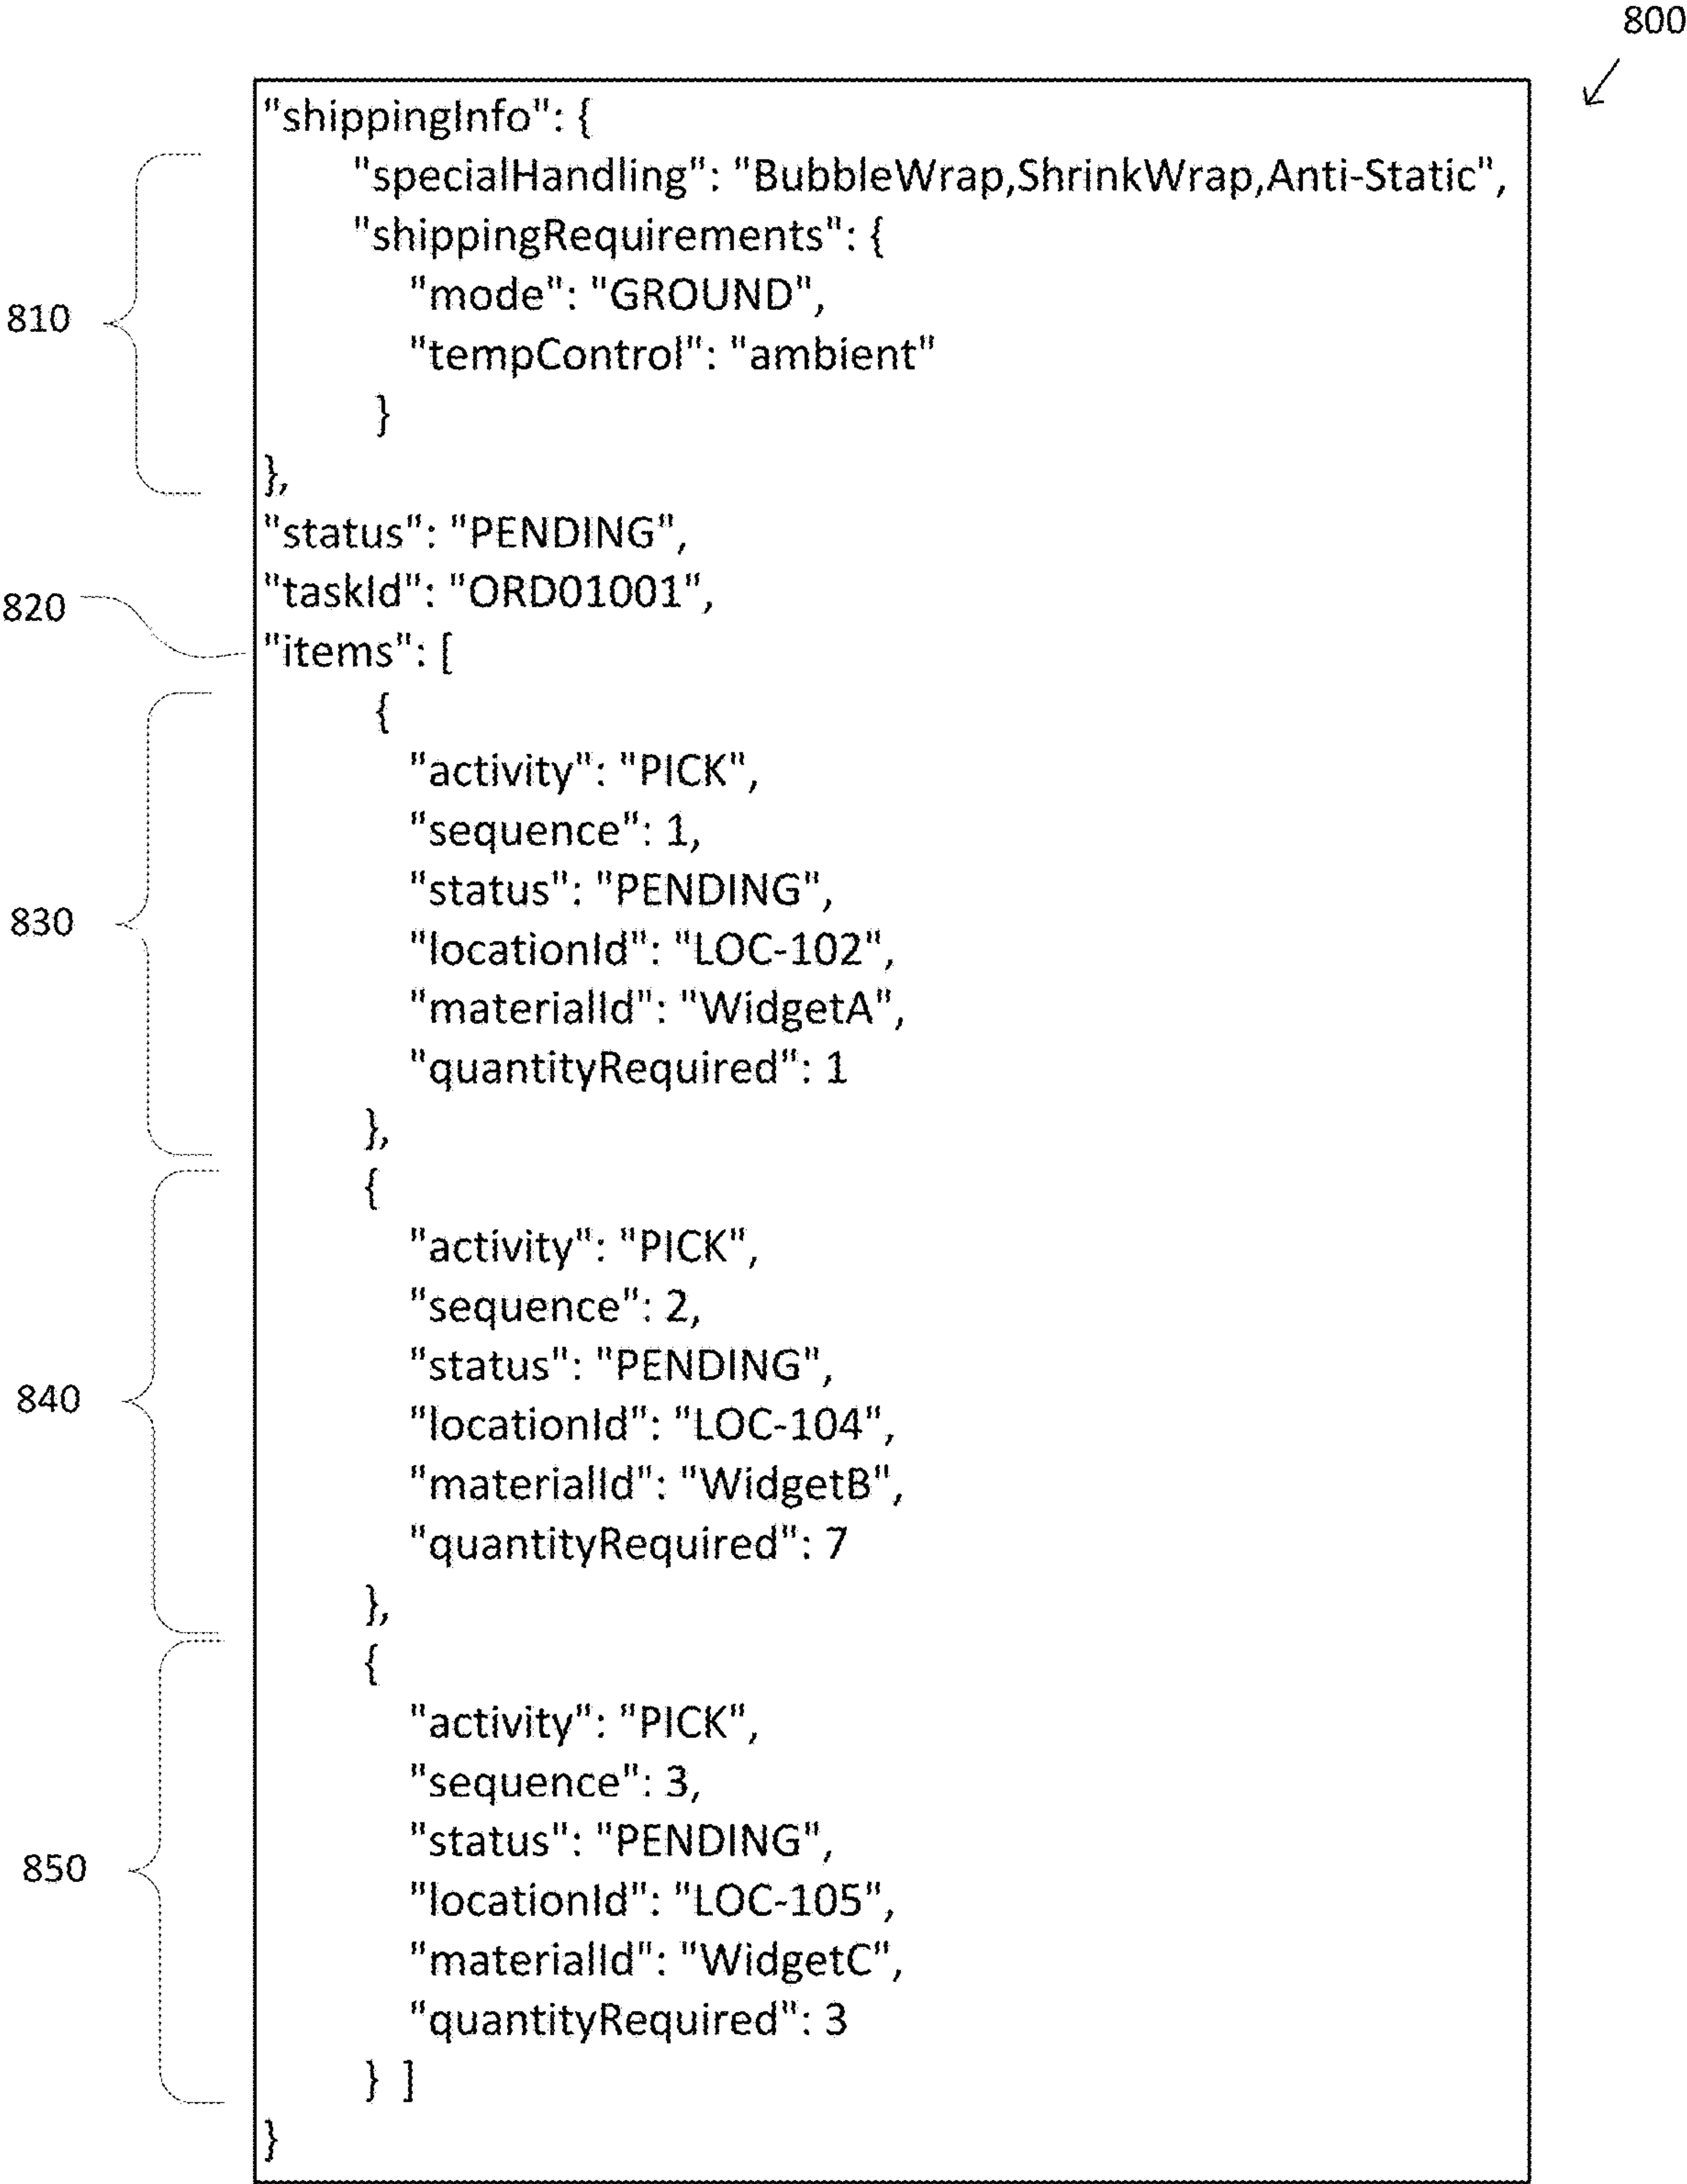 800
"shippingInfo": {
"specialHandling": "BubbleWrap,ShrinkWrap,Anti-Static",
"shippingRequirements": {
"mode": "GROUND",
810
"tempControl": "ambient"
}
},
"status": "PENDING",
"taskId": "ORD01001",
820
"items": [
{
"activity": "PICK",
"sequence": 1,
"status": "PENDING",
830
"locationId": "LOC-102",
"materialId": "WidgetA",
"quantityRequired": 1
},
{
"activity": "PICK",
"sequence": 2,
"status": "PENDING",
840
"locationId": "LOC-104",
"materialId": "WidgetB",
"quantityRequired": 7
},
{
"activity": "PICK",
"sequence": 3,
"status": "PENDING",
850
"locationId": "LOC-105",
"materialId": "WidgetC",
"quantityRequired": 3
} ]
}